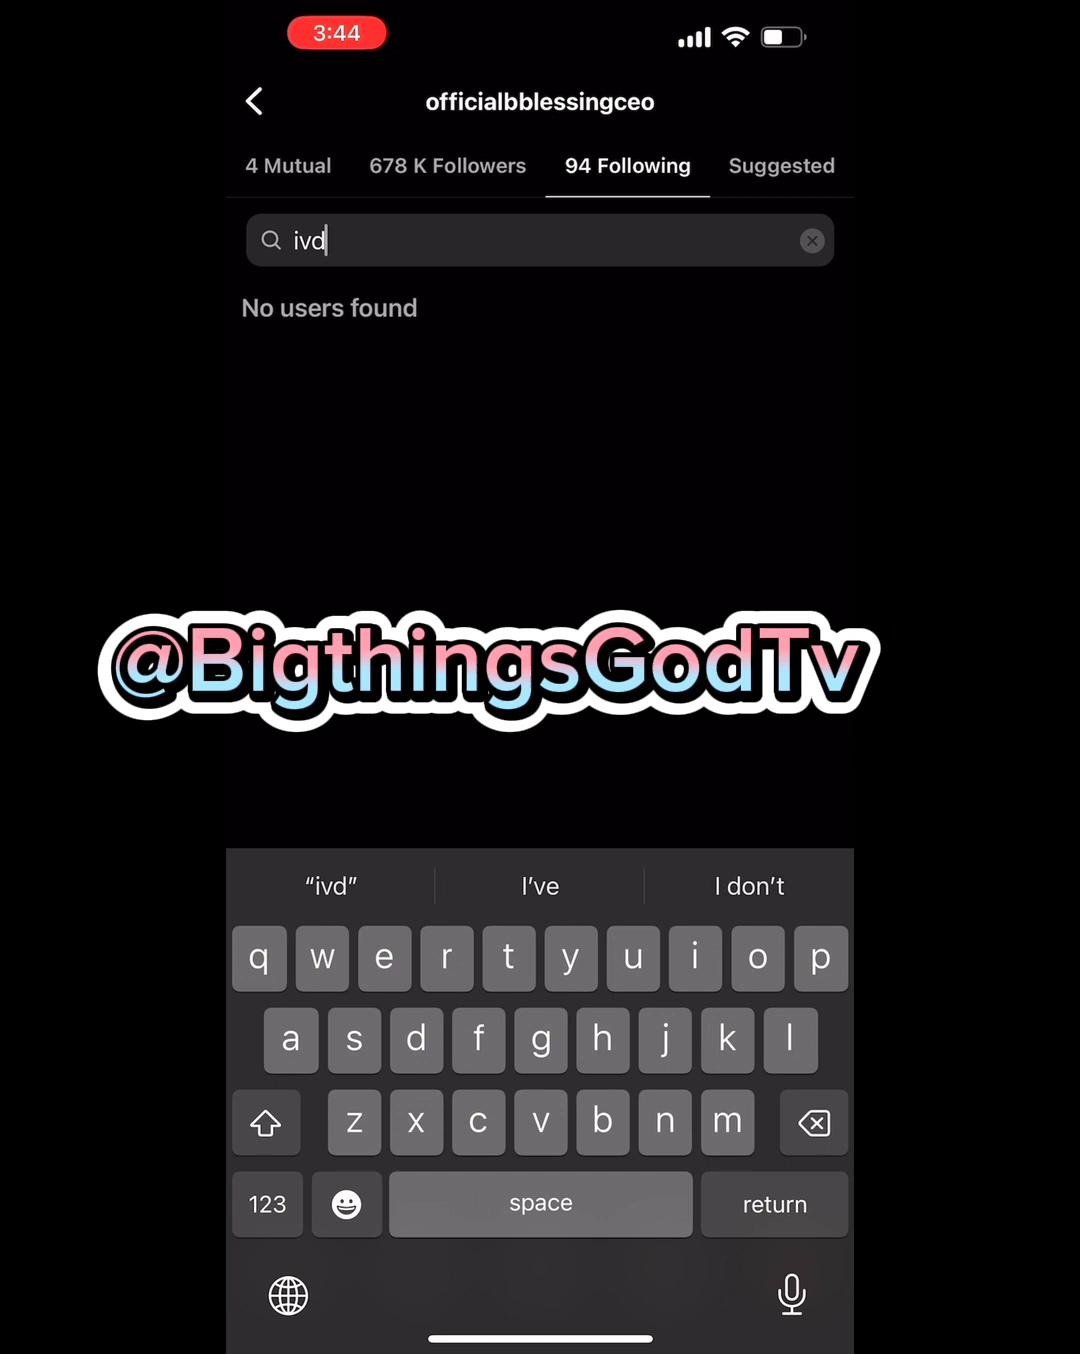 3:44
officialbblessingceo
4 Mutual 678 K Followers 94 Following Suggested
ivd
No users found
@BigthingsGodTv
“ivd” I’ve I don’t
q w e r t y u i o p
a s d f g h j k l
z x c v b n m
123 space return